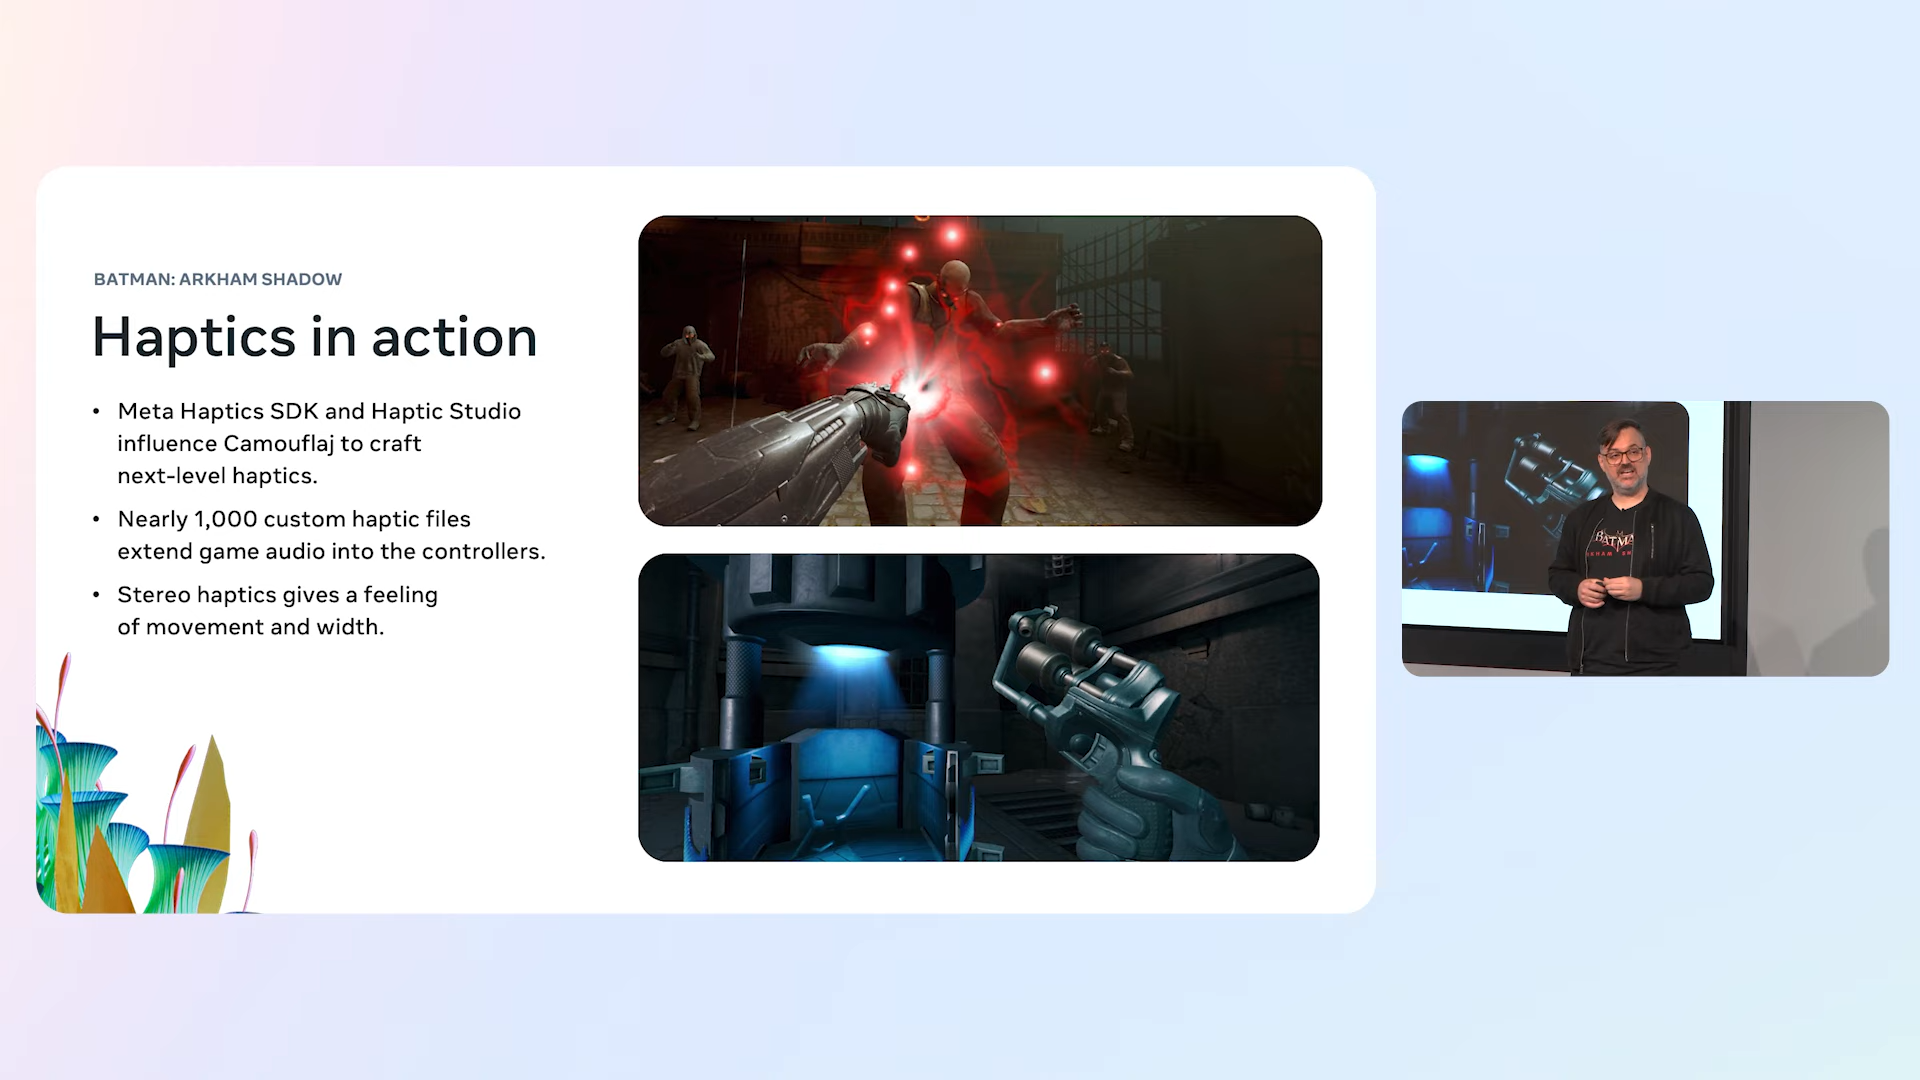 BATMAN: ARKHAM SHADOW
Haptics in action
• Meta Haptics SDK and Haptic Studio
influence Camouflaj to craft
next-level haptics.
• Nearly 1,000 custom haptic files
extend game audio into the controllers.
• Stereo haptics gives a feeling
of movement and width.
BATMA